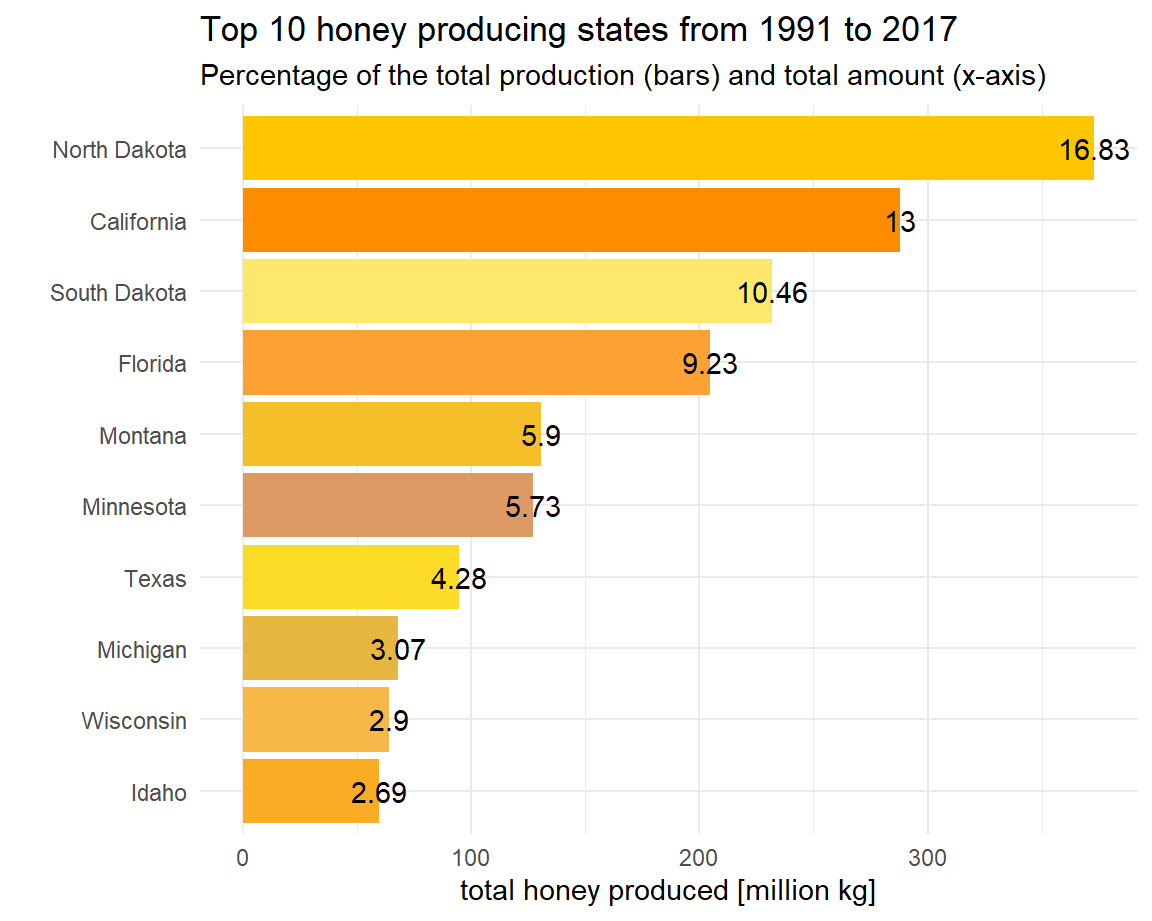 Top 10 honey producing states from 1991 to 2017
Percentage of the total production (bars) and total amount (x-axis)
North Dakota 16.83
California 13
South Dakota 10.46
Florida 9.23
Montana 5.9
Minnesota 5.73
Texas 4.28
Michigan 3.07
Wisconsin 2.9
Idaho 2.69
0 100 200 300
total honey produced [million kg]